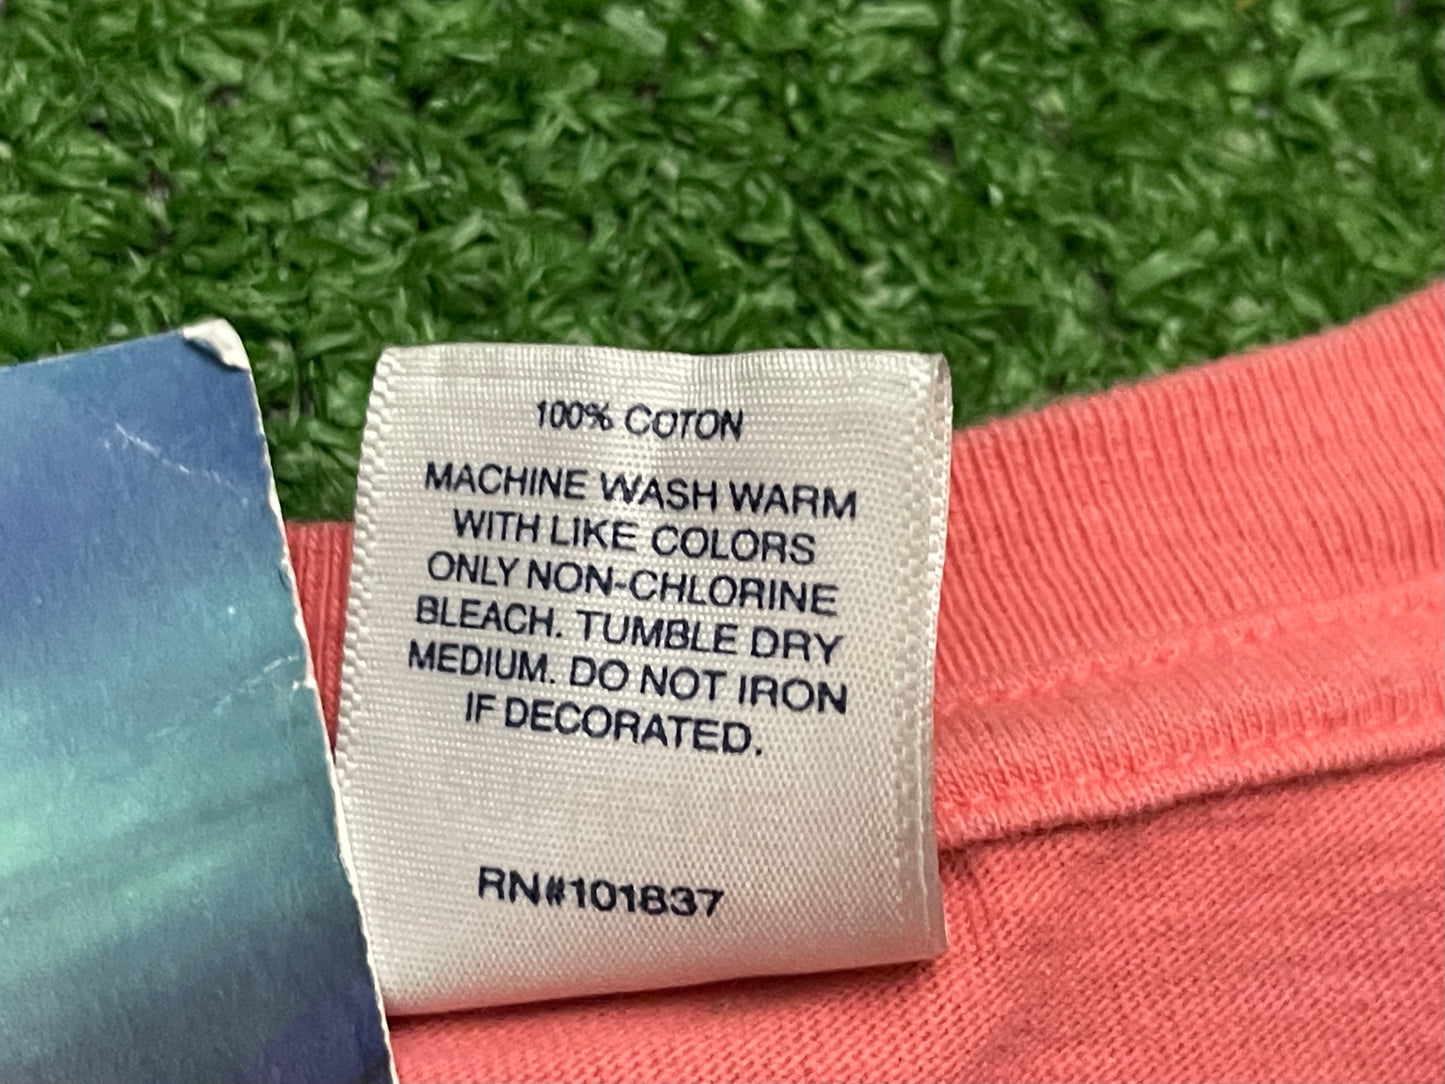 100% COTON
MACHINE WASH WARM
WITH LIKE COLORS
ONLY NON-CHLORINE
BLEACH. TUMBLE DRY
MEDIUM. DO NOT IRON
IF DECORATED.
RN#101837